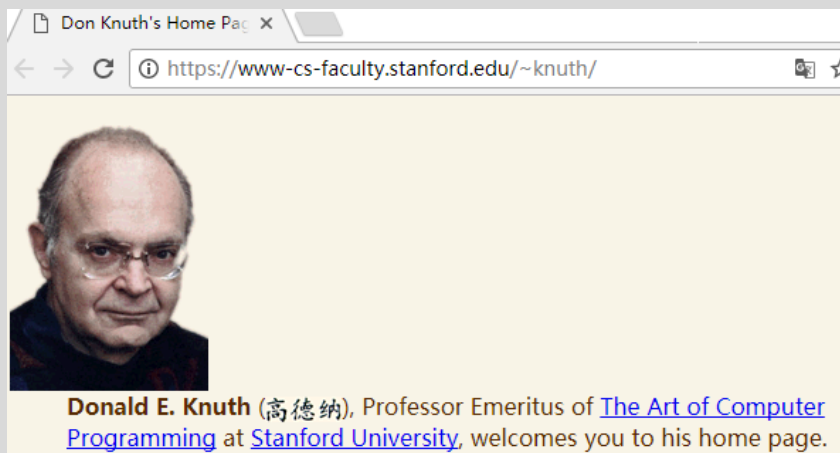 Don Knuth's Home Pag
https://www-cs-faculty.stanford.edu/~knuth/
Donald E. Knuth (高德纳), Professor Emeritus of The Art of Computer
Programming at Stanford University, welcomes you to his home page.